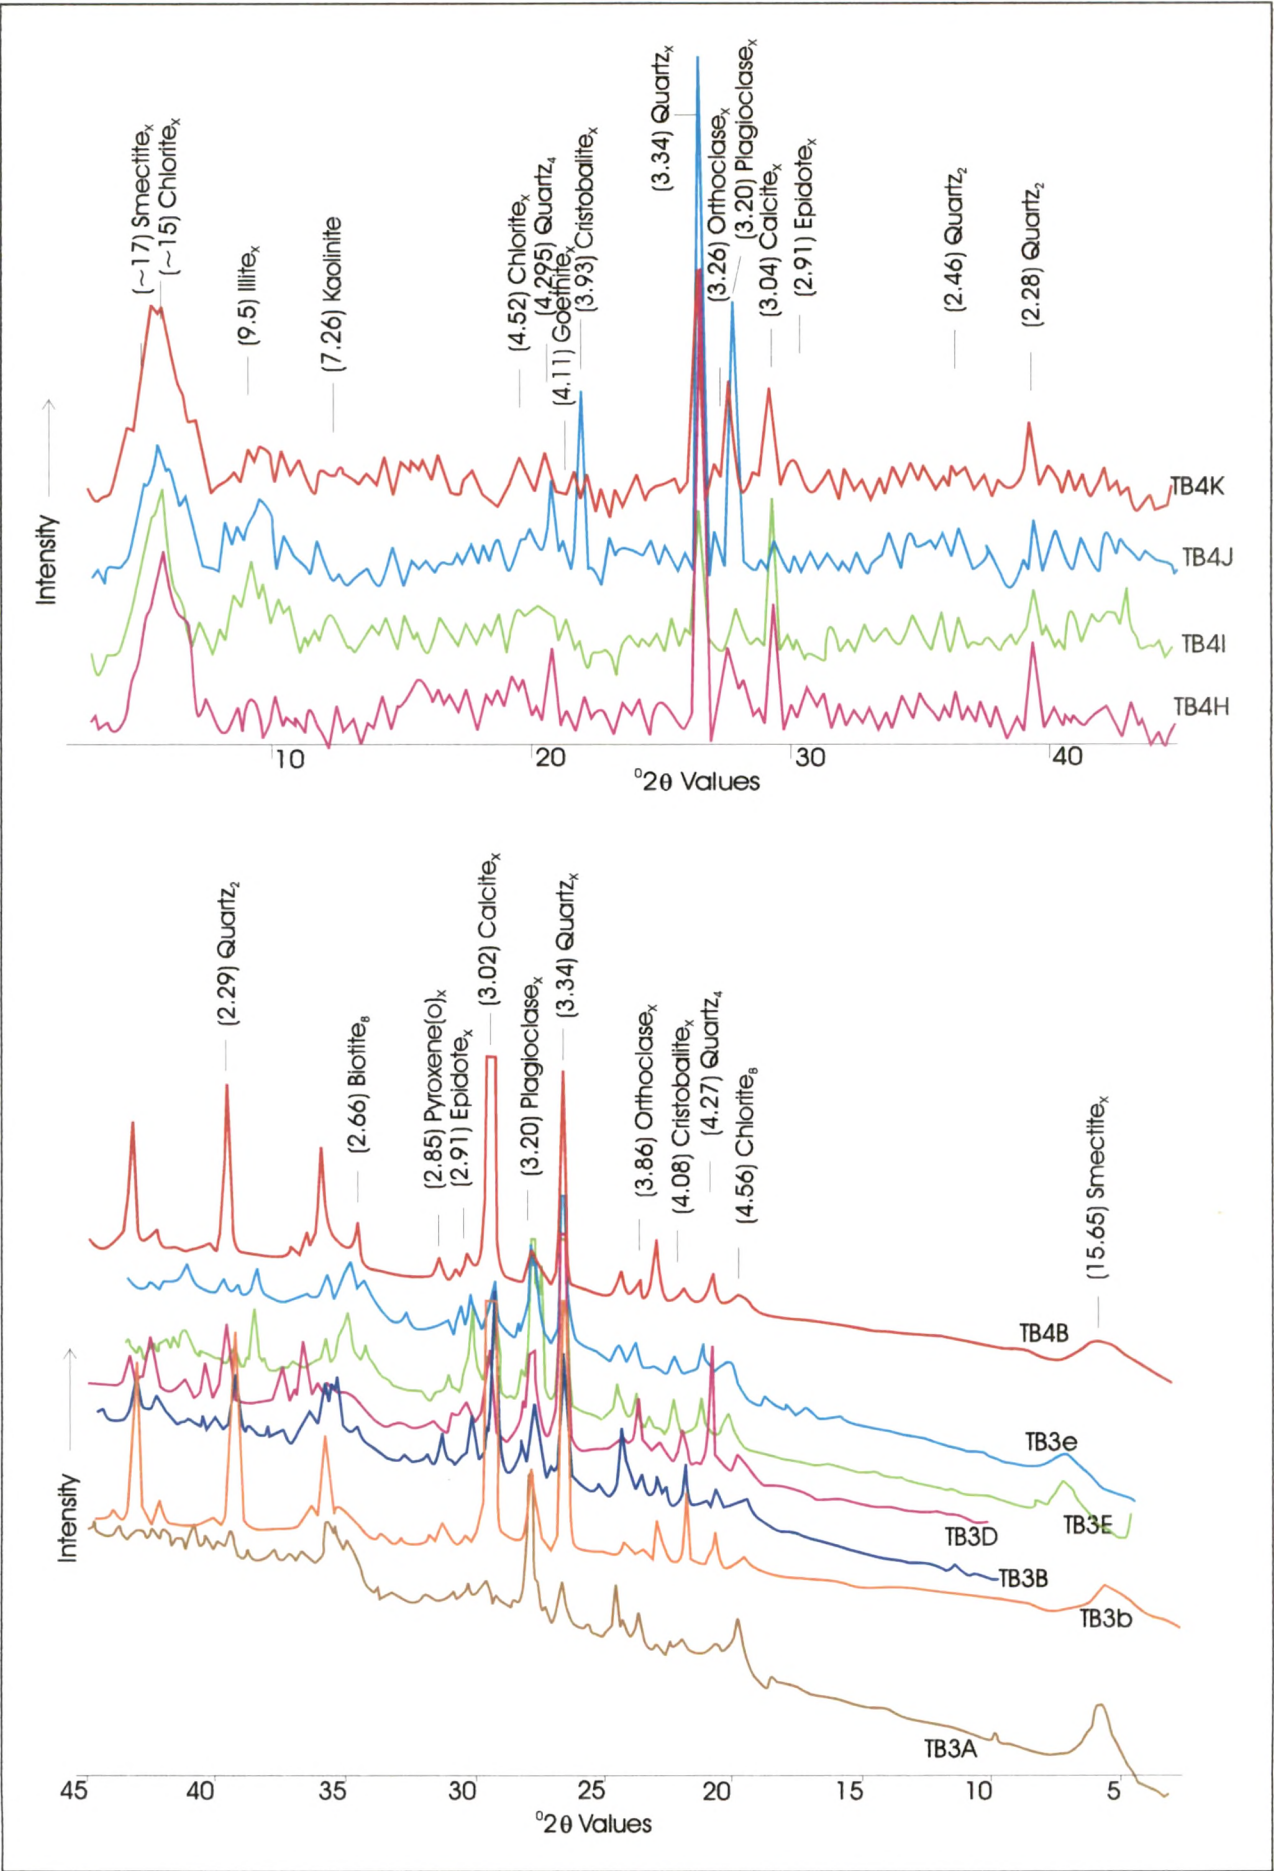 (~17) Smectiteₓ
(~15) Chloriteₓ
(9.5) Illiteₓ
(7.26) Kaolinite
(4.52) Chloriteₓ
(4.295) Quartz₄
(4.11) Goethiteₓ
(3.93) Cristobaliteₓ
(3.34) Quartzₓ
(3.26) Orthoclaseₓ
(3.20) Plagioclaseₓ
(3.04) Calciteₓ
(2.91) Epidoteₓ
(2.46) Quartz₂
(2.28) Quartz₂
Intensity
TB4K
TB4J
TB4I
TB4H
10 20 30 40
°2θ Values
(2.29) Quartz₂
(2.66) Biotite₈
(2.85) Pyroxene(o)ₓ
(2.91) Epidoteₓ
(3.02) Calciteₓ
(3.20) Plagioclaseₓ
(3.34) Quartzₓ
(3.86) Orthoclaseₓ
(4.08) Cristobaliteₓ
(4.27) Quartz₄
(4.56) Chlorite₈
(15.65) Smectiteₓ
Intensity
TB4B
TB3e
TB3E
TB3D
TB3B
TB3b
TB3A
45 40 35 30 25 20 15 10 5
°2θ Values